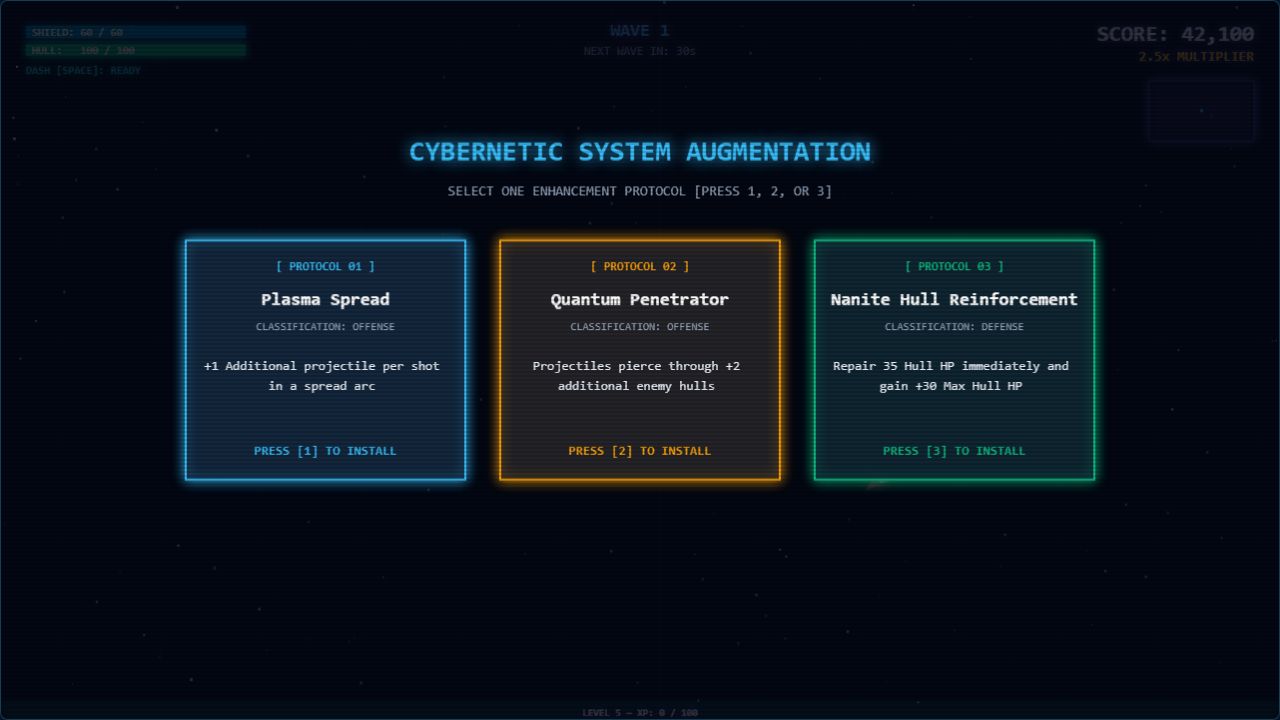 SHIELD: 60 / 60
HULL: 100 / 100
DASH [SPACE]: READY
WAVE 1
NEXT WAVE IN: 30s
SCORE: 42,100
2.5x MULTIPLIER
CYBERNETIC SYSTEM AUGMENTATION
SELECT ONE ENHANCEMENT PROTOCOL [PRESS 1, 2, OR 3]
[ PROTOCOL 01 ]
Plasma Spread
CLASSIFICATION: OFFENSE
+1 Additional projectile per shot
in a spread arc
PRESS [1] TO INSTALL
[ PROTOCOL 02 ]
Quantum Penetrator
CLASSIFICATION: OFFENSE
Projectiles pierce through +2
additional enemy hulls
PRESS [2] TO INSTALL
[ PROTOCOL 03 ]
Nanite Hull Reinforcement
CLASSIFICATION: DEFENSE
Repair 35 Hull HP immediately and
gain +30 Max Hull HP
PRESS [3] TO INSTALL
LEVEL 5 — XP: 0 / 100